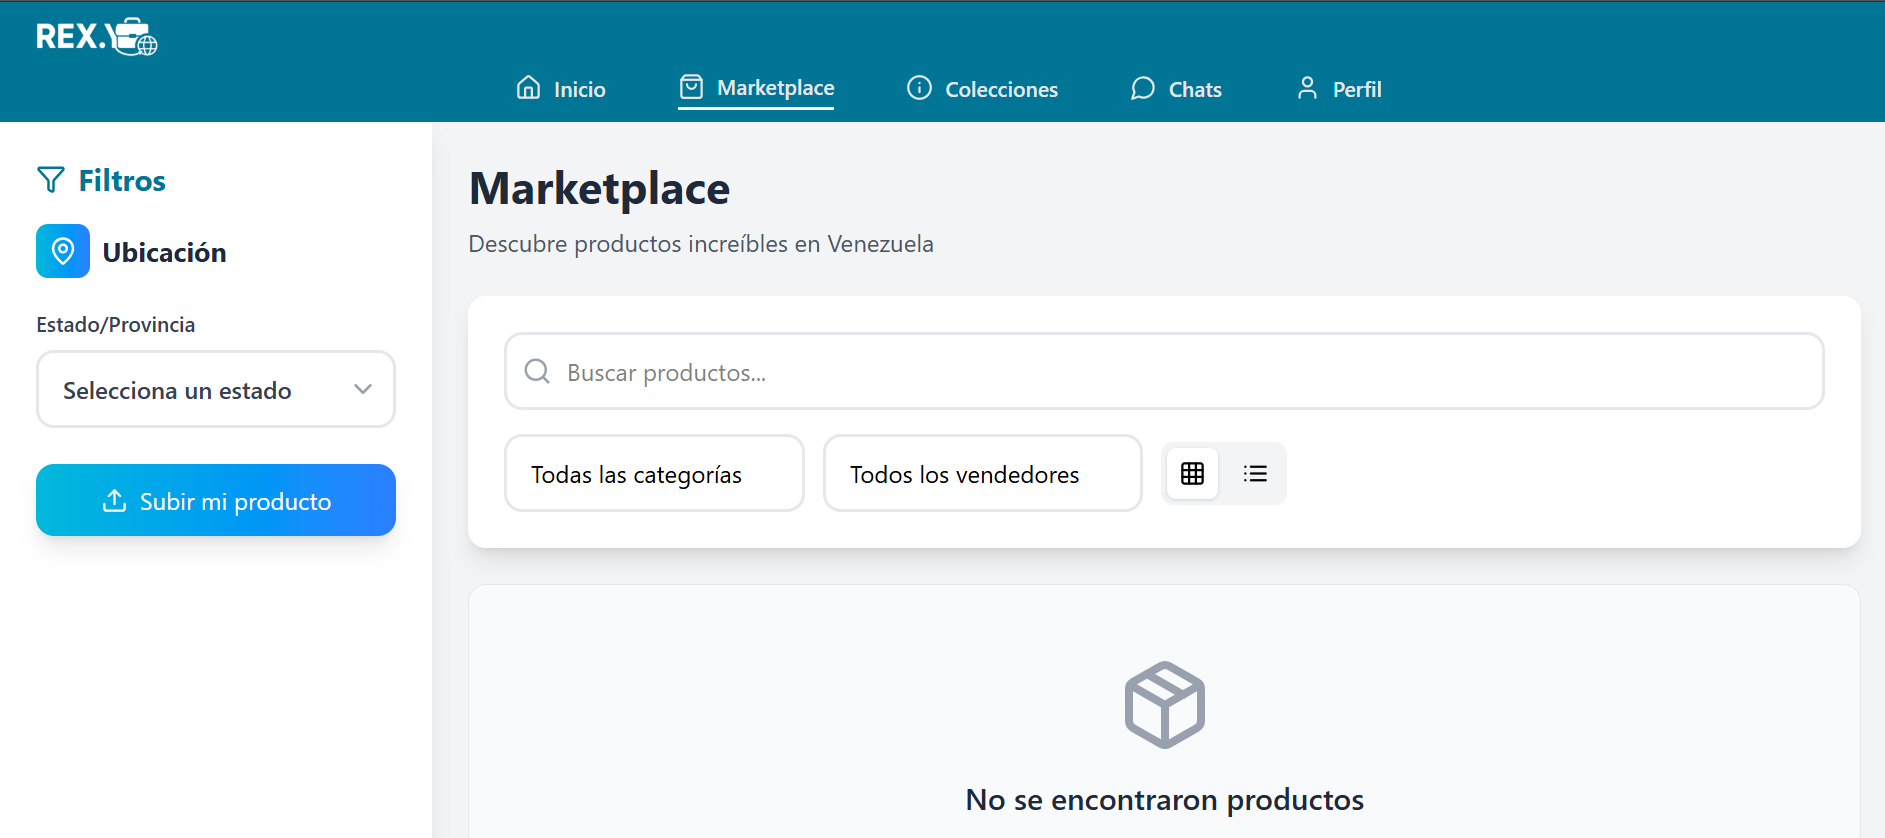 REX.Y
Inicio
Marketplace
Colecciones
Chats
Perfil
Filtros
Ubicación
Estado/Provincia
Selecciona un estado
Subir mi producto
Marketplace
Descubre productos increíbles en Venezuela
Buscar productos...
Todas las categorías
Todos los vendedores
No se encontraron productos